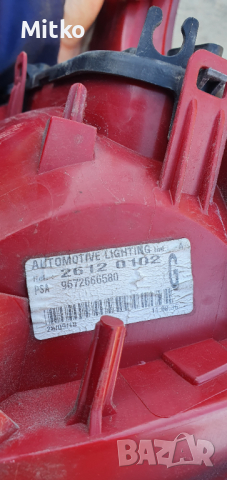 Mitko
AUTOMOTIVE LIGHTING
2612 0102
PSA 9672666580
G
BAZAR